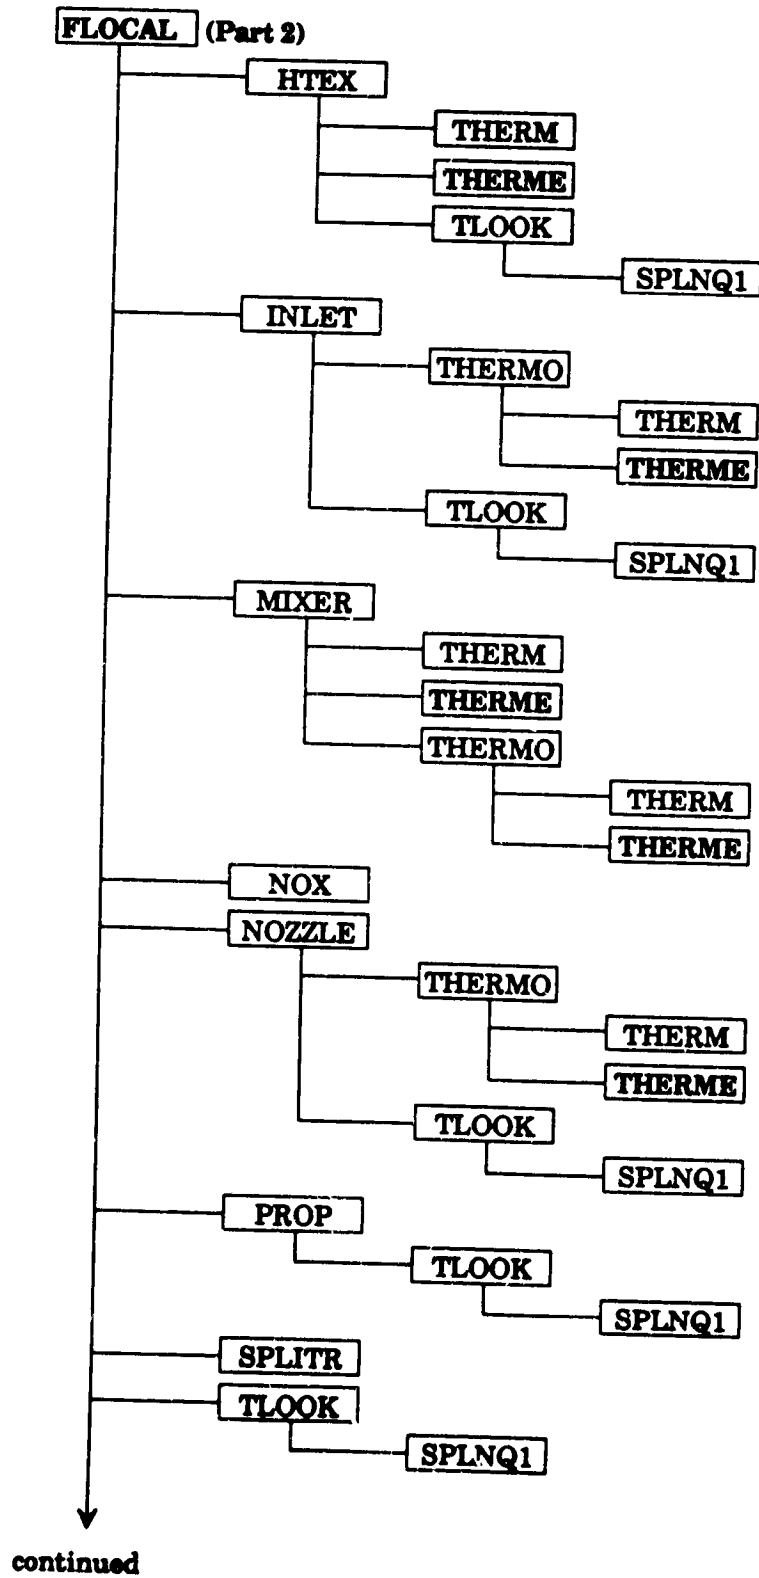 FLOCAL (Part 2)
HTEX
THERM
THERME
TLOOK
SPLNQ1
INLET
THERMO
THERM
THERME
TLOOK
SPLNQ1
MIXER
THERM
THERME
THERMO
THERM
THERME
NOX
NOZZLE
THERMO
THERM
THERME
TLOOK
SPLNQ1
PROP
TLOOK
SPLNQ1
SPLITR
TLOOK
SPLNQ1
continued